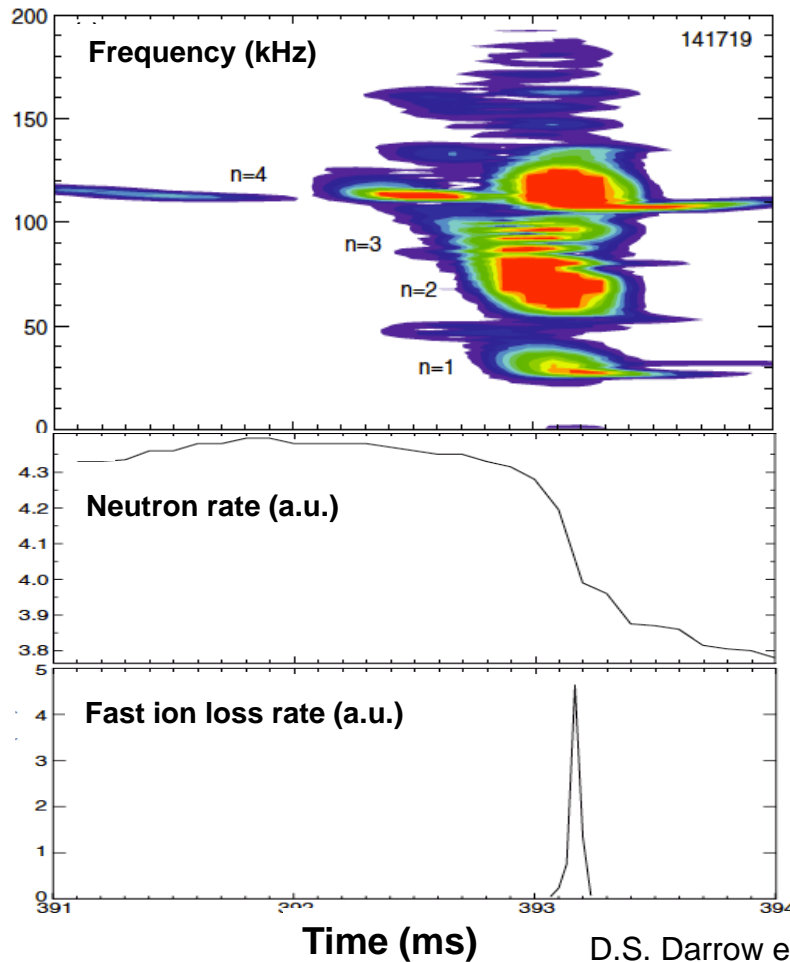 200
Frequency (kHz)
141719
150
n=4
100
n=3
n=2
50
n=1
0
4.3
4.2
Neutron rate (a.u.)
4.1
4.0
3.9
3.8
5
Fast ion loss rate (a.u.)
4
3
2
1
0
391
393
394
Time (ms)
D.S. Darrow e